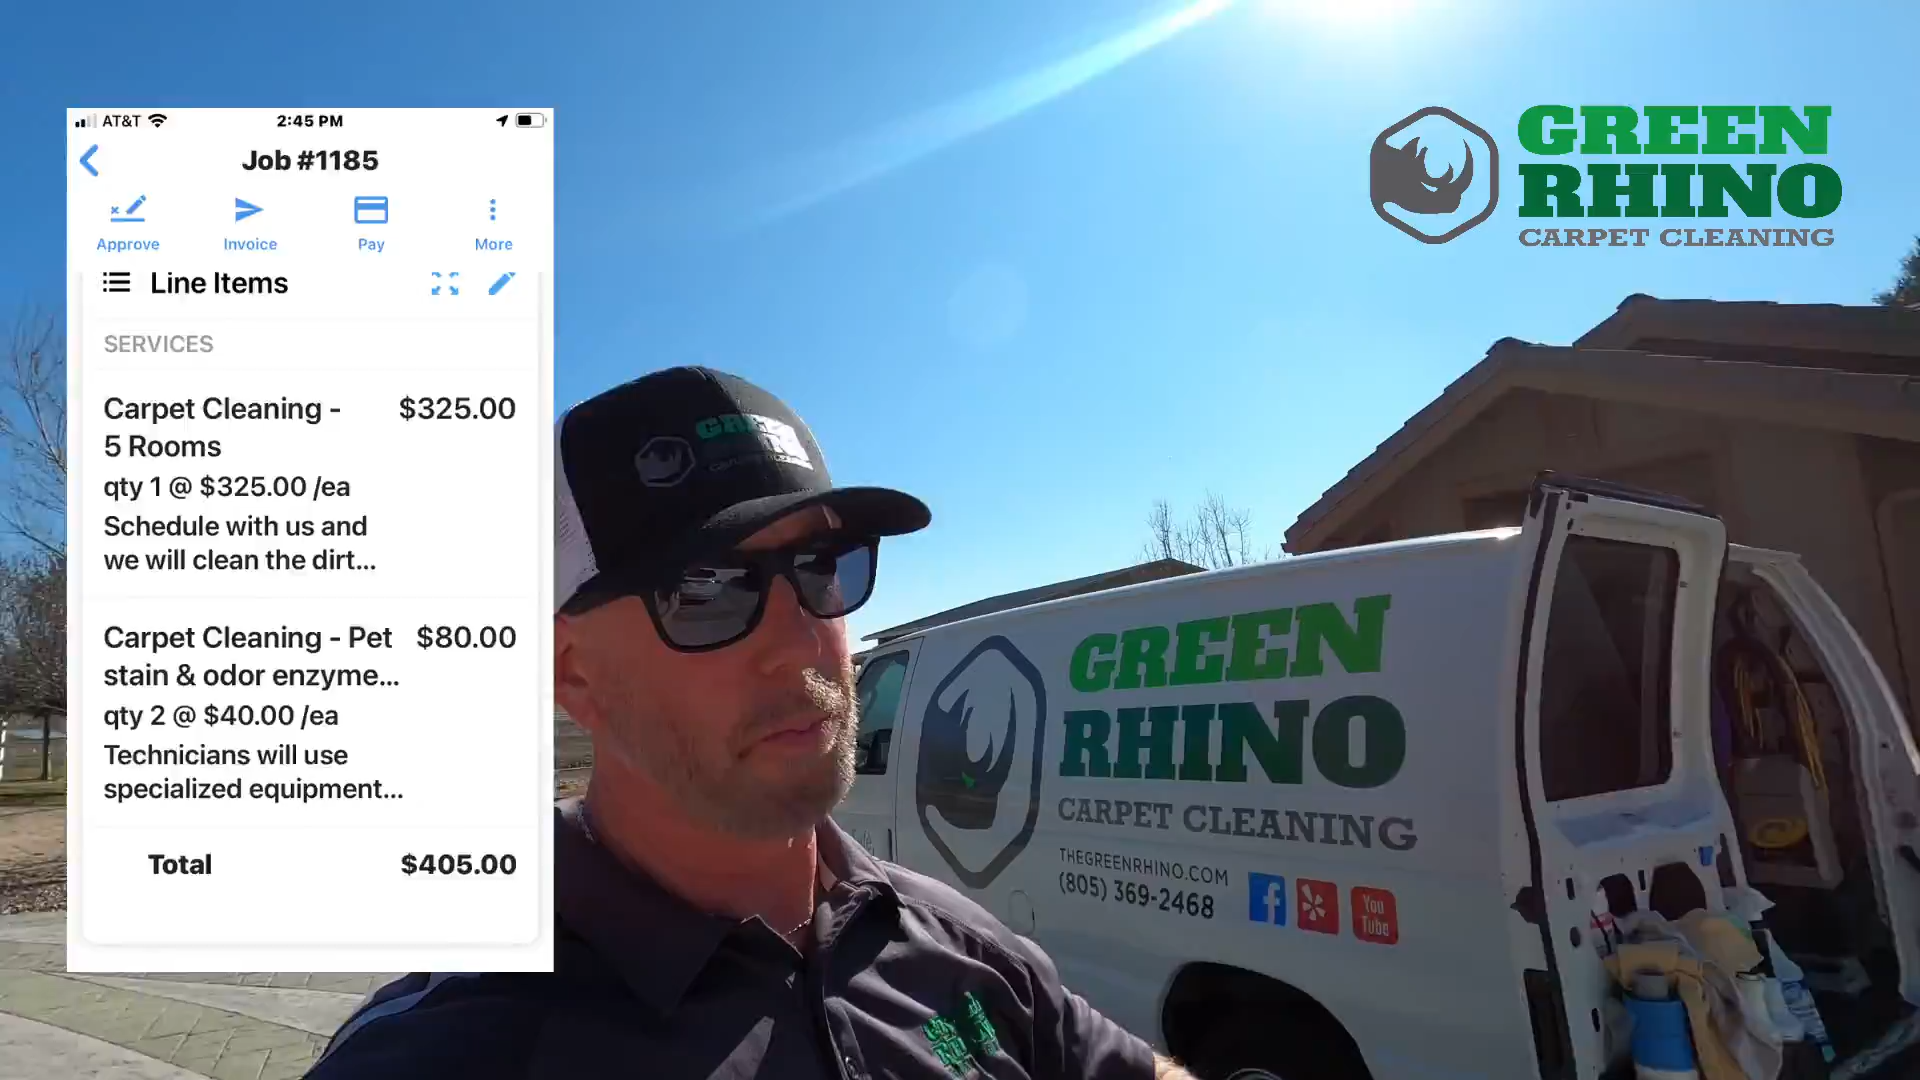 AT&T
2:45 PM
Job #1185
Approve
Invoice
Pay
More
Line Items
SERVICES
Carpet Cleaning - $325.00
5 Rooms
qty 1 @ $325.00 /ea
Schedule with us and
we will clean the dirt...
Carpet Cleaning - Pet $80.00
stain & odor enzyme...
qty 2 @ $40.00 /ea
Technicians will use
specialized equipment...
Total $405.00
GREEN
RHINO
CARPET CLEANING
GREEN
GREEN
RHINO
CARPET CLEANING
THEGREENRHINO.COM
(805) 369-2468
You
Tube